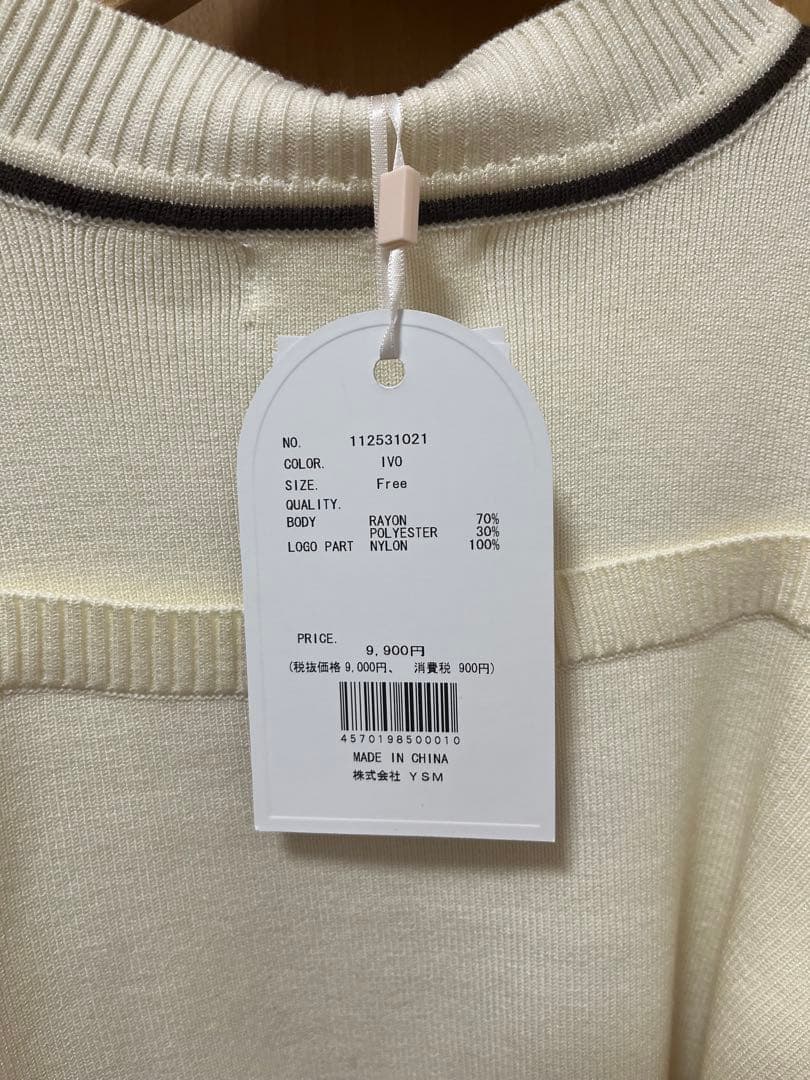 NO. 112531021
COLOR. IVO
SIZE. Free
QUALITY.
BODY RAYON 70%
POLYESTER 30%
LOGO PART NYLON 100%
PRICE.
9,900円
(税抜価格 9,000円、 消費税 900円)
4570198500010
MADE IN CHINA
株式会社 YSM